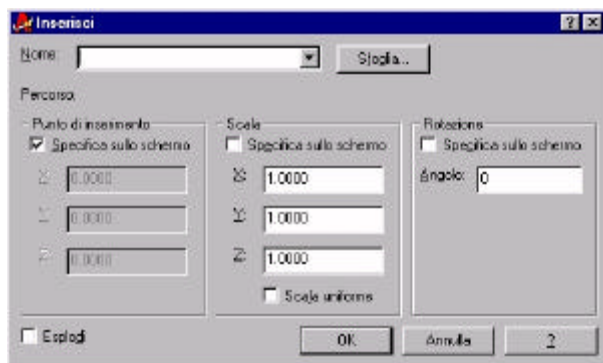 Inserisci
Nome: Sfoglia...
Percorso:
Punto di inserimento
Specifica sullo schermo
X: 0.0000
Y: 0.0000
Z: 0.0000
Scala
Specifica sullo schermo
X: 1.0000
Y: 1.0000
Z: 1.0000
Scala uniforme
Rotazione
Specifica sullo schermo
Angolo: 0
Esplodi
OK Annulla ?